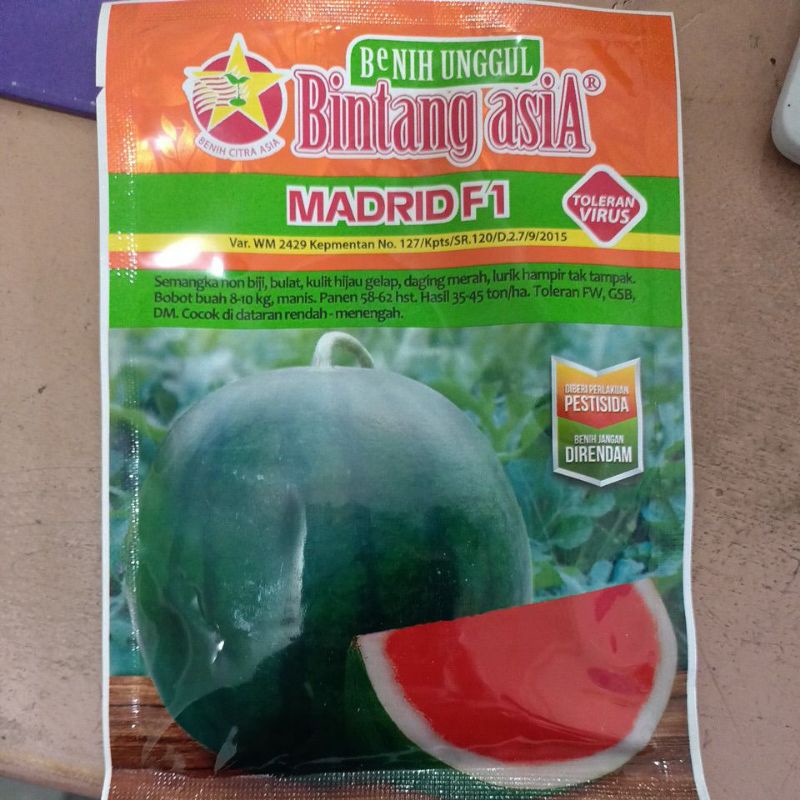 BeNIH UNGGUL
Bintang asiA®
BENIH CITRA ASIA
MADRID F1
TOLERAN
VIRUS
Var. WM 2429 Kepmentan No. 127/Kpts/SR.120/D.2.7/9/2015
Semangka non biji, bulat, kulit hijau gelap, daging merah, lurik hampir tak tampak.
Bobot buah 8-10 kg, manis. Panen 58-62 hst. Hasil 35-45 ton/ha. Toleran FW, GSB,
DM. Cocok di dataran rendah - menengah.
DIBERI PERLAKUAN
PESTISIDA
BENIH JANGAN
DIRENDAM